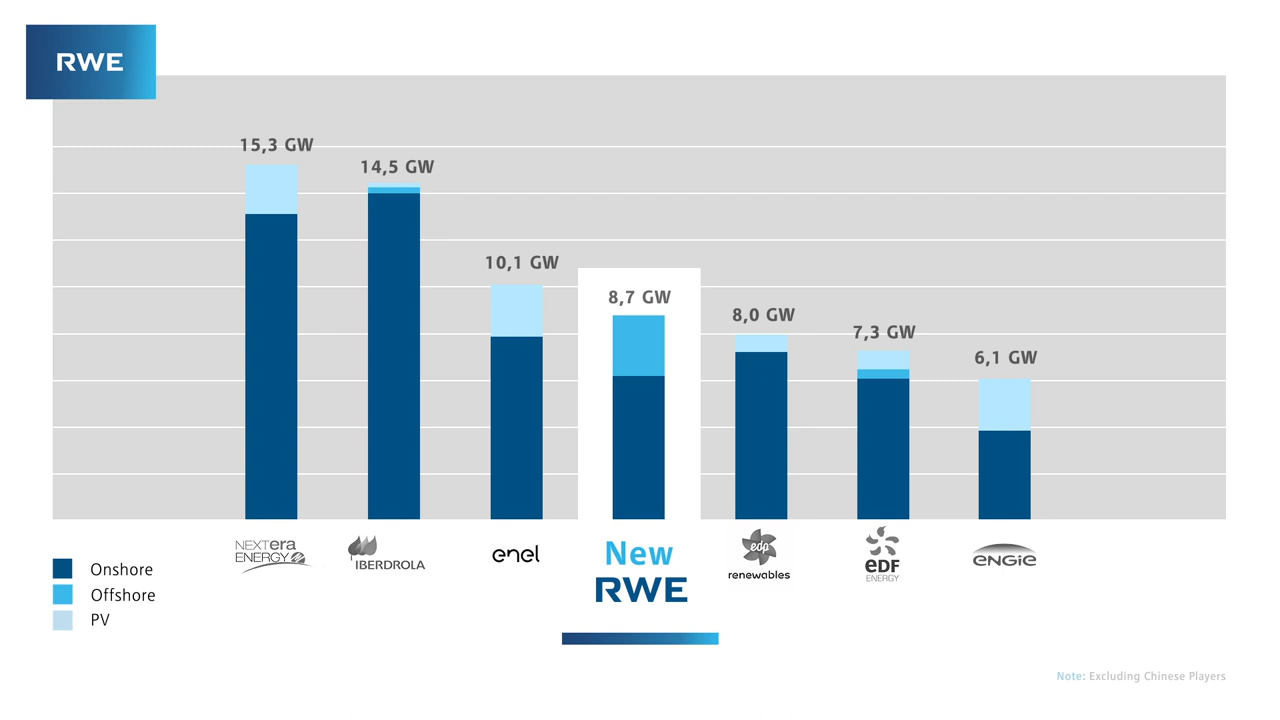 RWE
15,3 GW
14,5 GW
10,1 GW
8,7 GW
8,0 GW
7,3 GW
6,1 GW
NEXTera
ENERGY
IBERDROLA
enel
New
RWE
edp
renewables
eDF
ENERGY
ENGIE
Onshore
Offshore
PV
Note: Excluding Chinese Players